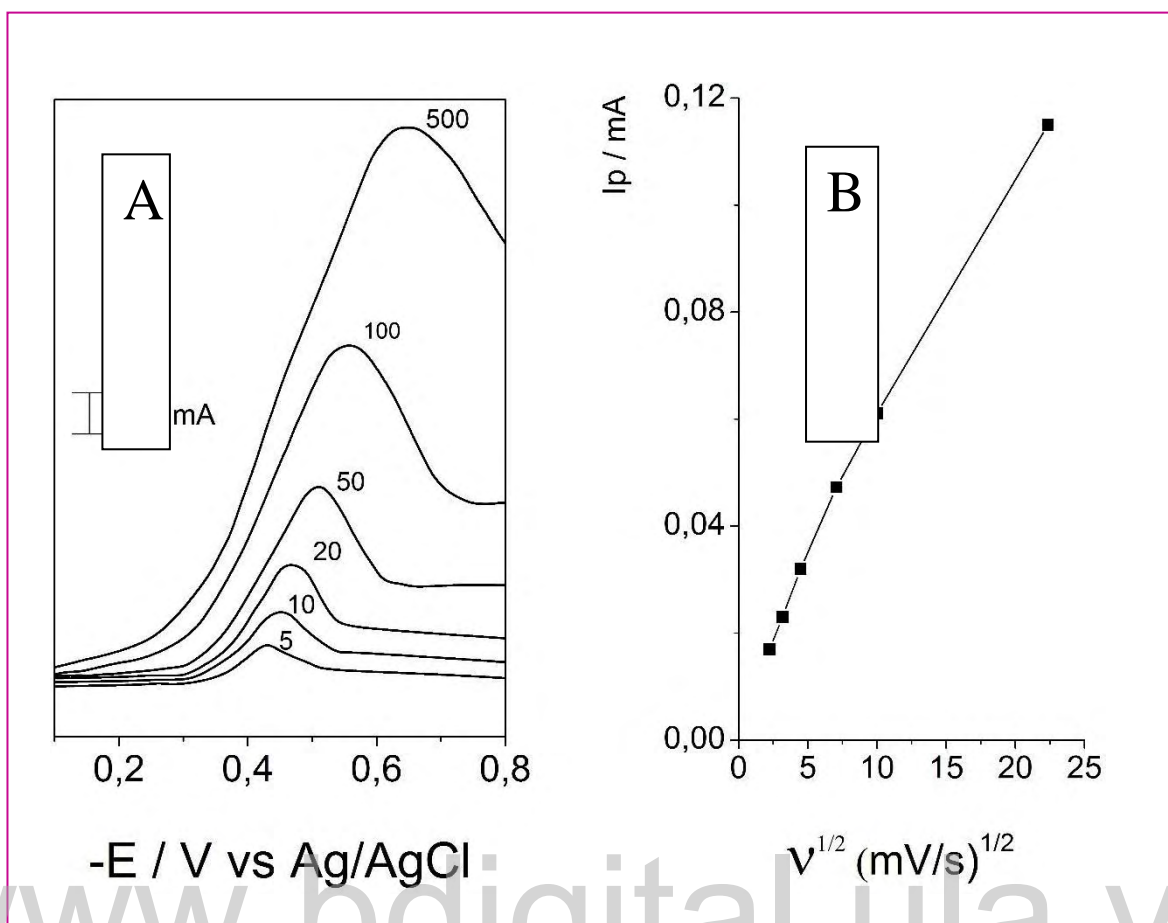 500
A
100
mA
50
20
10
5
0,2 0,4 0,6 0,8
-E / V vs Ag/AgCl
Ip / mA
0,12
B
0,08
0,04
0,00
0 5 10 15 20 25
ν1/2 (mV/s)1/2
www.bdigital.ula.v